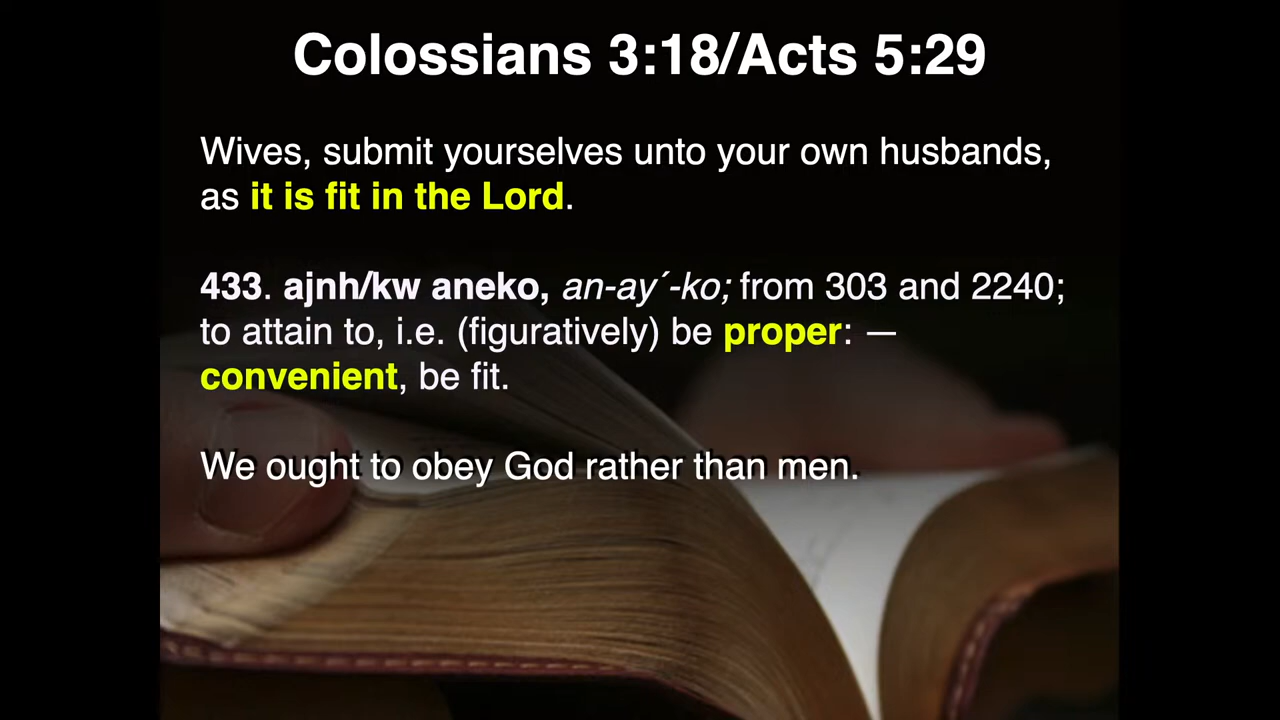 Colossians 3:18/Acts 5:29
Wives, submit yourselves unto your own husbands,
as it is fit in the Lord.
433. ajnh/kw aneko, an-ay´-ko; from 303 and 2240;
to attain to, i.e. (figuratively) be proper: —
convenient, be fit.
We ought to obey God rather than men.